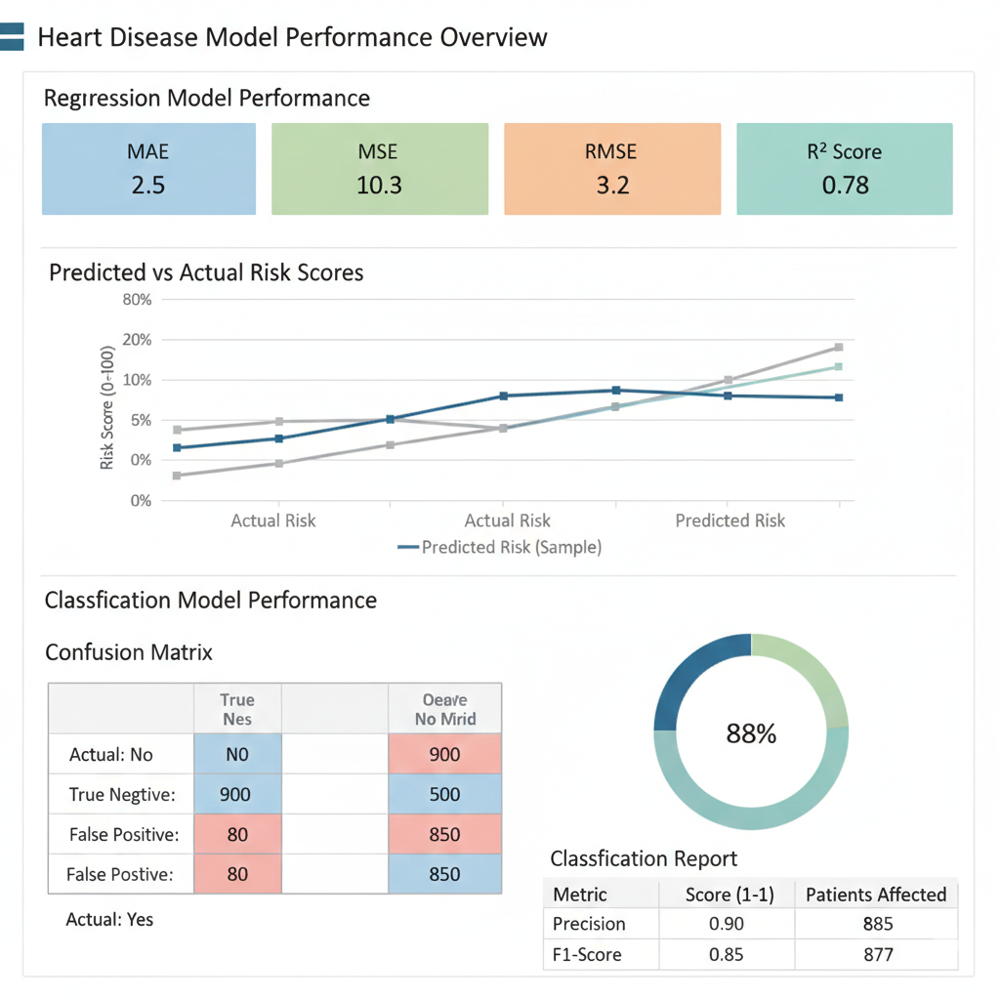 Heart Disease Model Performance Overview
Regrression Model Performance
MAE
2.5
MSE
10.3
RMSE
3.2
R² Score
0.78
Predicted vs Actual Risk Scores
Risk Score (0-100)
80%
20%
10%
5%
0%
0%
Actual Risk
Actual Risk
Predicted Risk
Predicted Risk (Sample)
Classfication Model Performance
Confusion Matrix
True
Nes
No Mrid
Actual: No N0 900
True Negtive: 900 500
False Positive: 80 850
False Postive: 80 850
Actual: Yes
88%
Classfication Report
Metric Score (1-1) Patients Affected
Precision 0.90 885
F1-Score 0.85 877